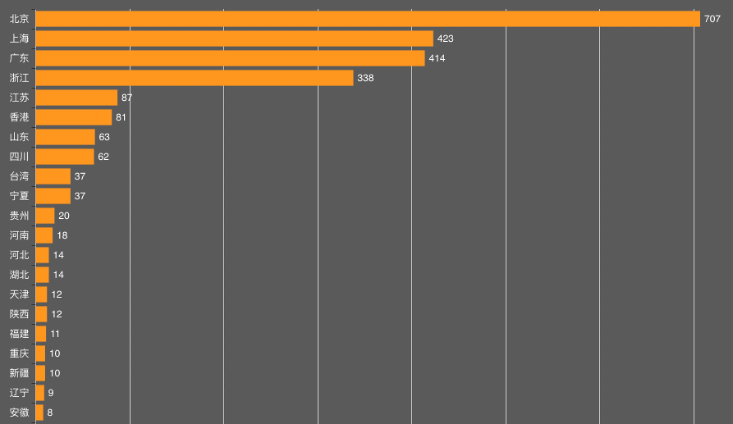 北京 707
上海 423
广东 414
浙江 338
江苏 87
香港 81
山东 63
四川 62
台湾 37
宁夏 37
贵州 20
河南 18
河北 14
湖北 14
天津 12
陕西 12
福建 11
重庆 10
新疆 10
辽宁 9
安徽 8